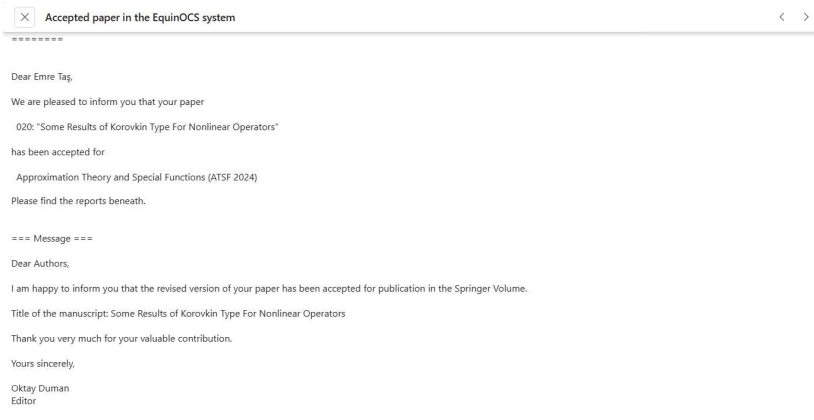 Accepted paper in the EquinOCS system
========
Dear Emre Taş,
We are pleased to inform you that your paper
020: "Some Results of Korovkin Type For Nonlinear Operators"
has been accepted for
Approximation Theory and Special Functions (ATSF 2024)
Please find the reports beneath.
=== Message ===
Dear Authors,
I am happy to inform you that the revised version of your paper has been accepted for publication in the Springer Volume.
Title of the manuscript: Some Results of Korovkin Type For Nonlinear Operators
Thank you very much for your valuable contribution.
Yours sincerely,
Oktay Duman
Editor